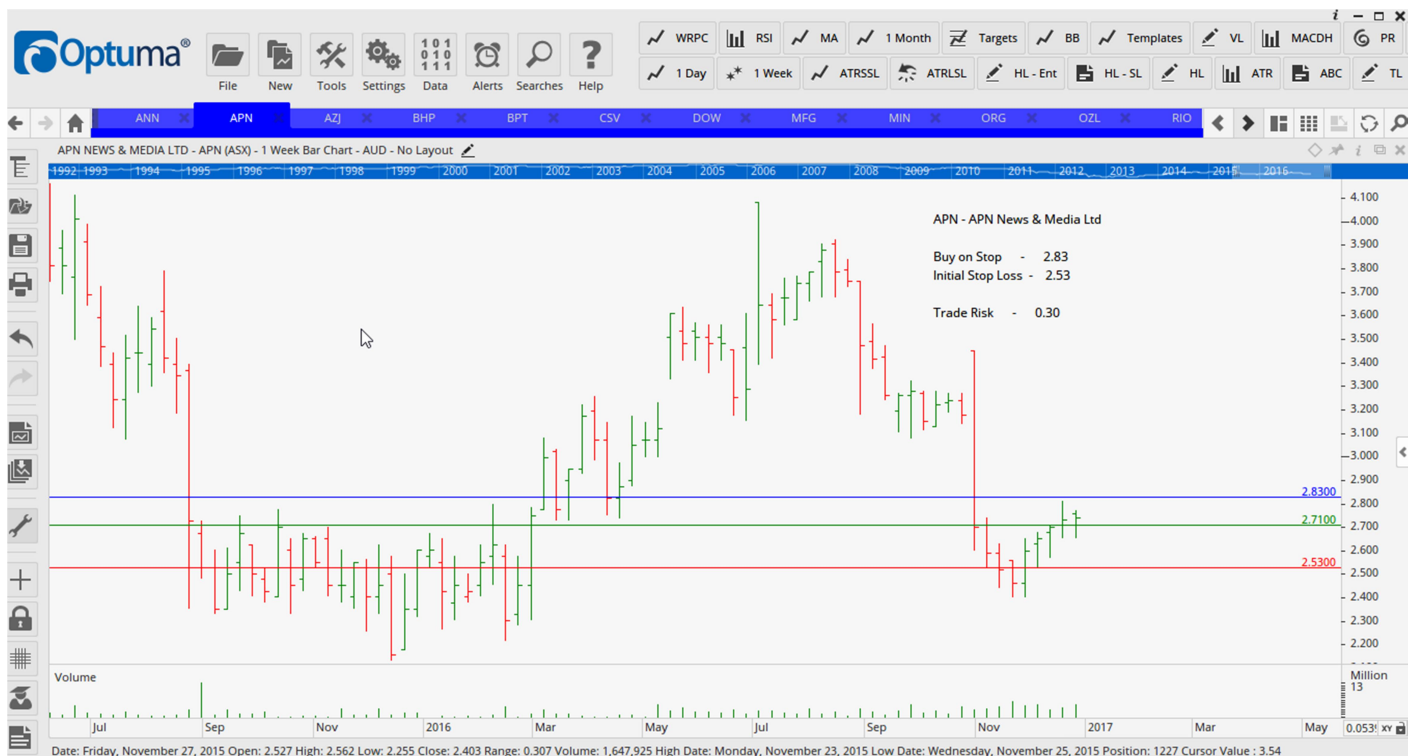 Optuma®
File New Tools Settings Data Alerts Searches Help
WRPC RSI MA 1 Month Targets BB Templates VL MACDH PR
1 Day 1 Week ATRSSL ATRLSL HL - Ent HL - SL HL ATR ABC TL
ANN APN AZJ BHP BPT CSV DOW MFG MIN ORG OZL RIO
APN NEWS & MEDIA LTD - APN (ASX) - 1 Week Bar Chart - AUD - No Layout
1992 1993 1994 1995 1996 1997 1998 1999 2000 2001 2002 2003 2004 2005 2006 2007 2008 2009 2010 2011 2012 2013 2014 2015 2016
4.100
APN - APN News & Media Ltd
4.000
3.900
Buy on Stop - 2.83
Initial Stop Loss - 2.53
3.800
3.700
Trade Risk - 0.30
3.600
3.500
3.400
3.300
3.200
3.100
3.000
2.900
2.8300
2.800
2.7100
2.700
2.600
2.5300
2.500
2.400
2.300
2.200
Volume
Million
13
Jul Sep Nov 2016 Mar May Jul Sep Nov 2017 Mar May
XY
Date: Friday, November 27, 2015 Open: 2.527 High: 2.562 Low: 2.255 Close: 2.403 Range: 0.307 Volume: 1,647,925 High Date: Monday, November 23, 2015 Low Date: Wednesday, November 25, 2015 Position: 1227 Cursor Value : 3.54